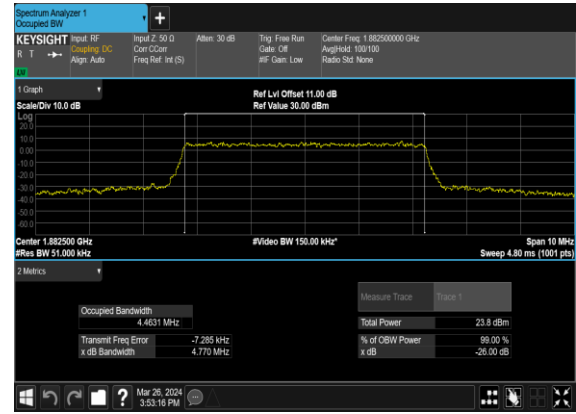 Spectrum Analyzer 1
Occupied BW
+
KEYSIGHT
R T
Input: RF
Coupling: DC
Align: Auto
Input Z: 50 Ω
Corr CCorr
Freq Ref: Int (S)
Atten: 30 dB
Trig: Free Run
Gate: Off
#IF Gain: Low
Center Freq: 1.882500000 GHz
Avg|Hold: 100/100
Radio Std: None
LW
1 Graph
Scale/Div 10.0 dB
Ref Lvl Offset 11.00 dB
Ref Value 30.00 dBm
Log
20.0
10.0
0.00
-10.0
-20.0
-30.0
-40.0
-50.0
-60.0
Center 1.882500 GHz
#Res BW 51.000 kHz
#Video BW 150.00 kHz*
Span 10 MHz
Sweep 4.80 ms (1001 pts)
2 Metrics
Occupied Bandwidth
4.4631 MHz
Transmit Freq Error -7.285 kHz
x dB Bandwidth 4.770 MHz
Measure Trace Trace 1
Total Power 23.8 dBm
% of OBW Power 99.00 %
x dB -26.00 dB
?
Mar 26, 2024
3:53:16 PM